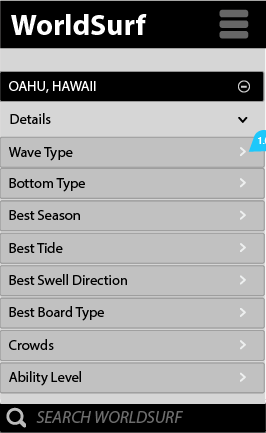 WorldSurf
OAHU, HAWAII
Details
Wave Type
Bottom Type
Best Season
Best Tide
Best Swell Direction
Best Board Type
Crowds
Ability Level
SEARCH WORLDSURF